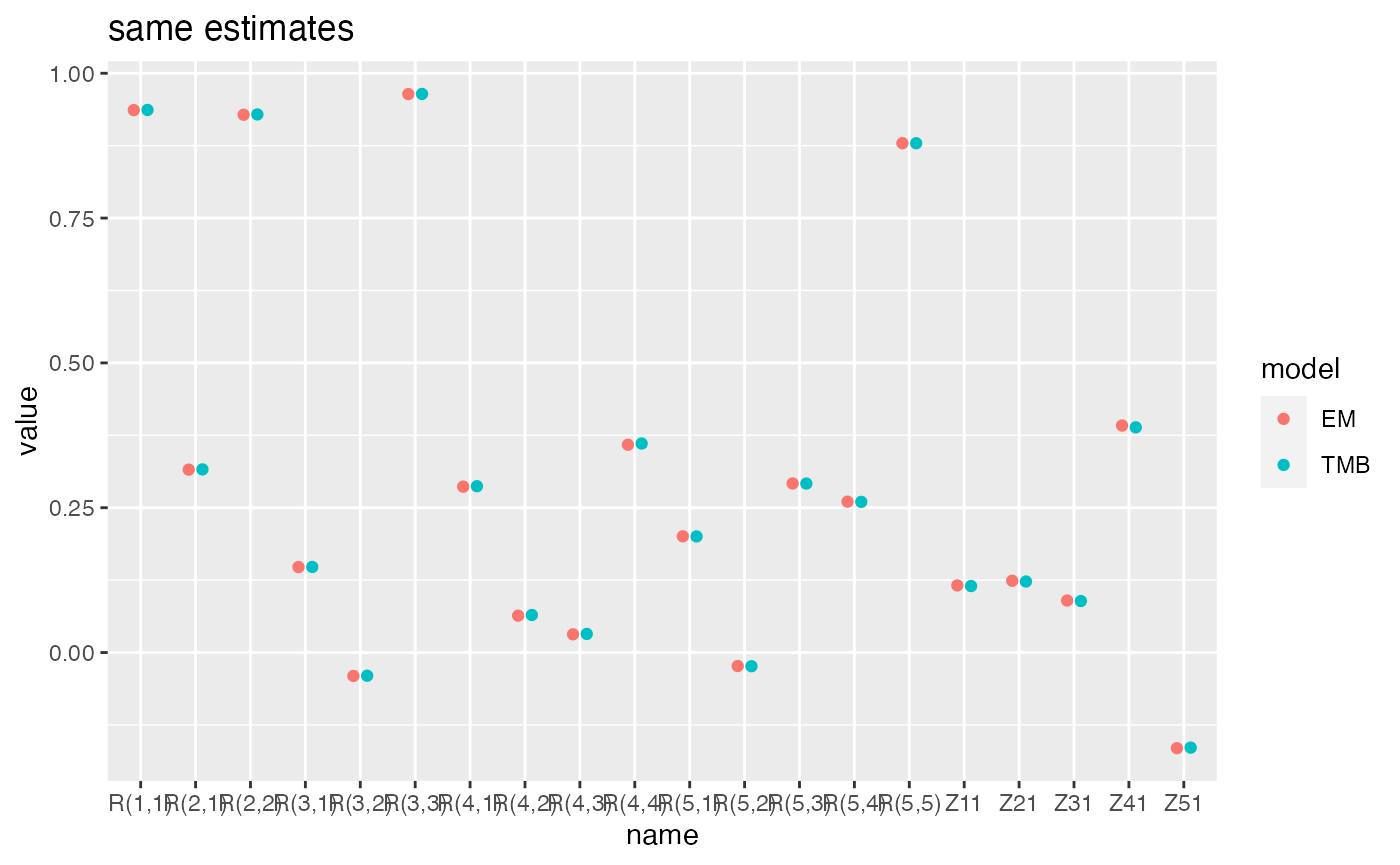 same estimates
1.00
0.75
0.50
0.25
0.00
value
R(1,1) R(2,1) R(2,2) R(3,1) R(3,2) R(3,3) R(4,1) R(4,2) R(4,3) R(4,4) R(5,1) R(5,2) R(5,3) R(5,4) R(5,5) Z11 Z21 Z31 Z41 Z51
name
model
EM
TMB